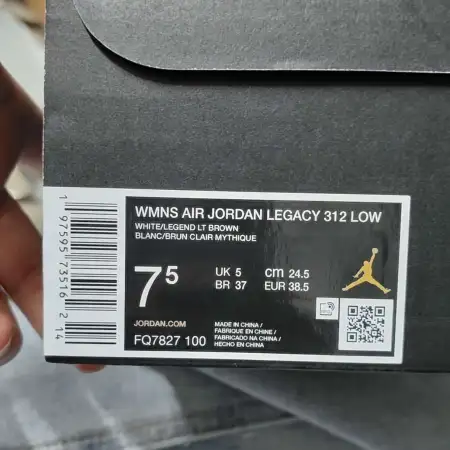 WMNS AIR JORDAN LEGACY 312 LOW
WHITE/LEGEND LT BROWN
BLANC/BRUN CLAIR MYTHIQUE
7⁵
UK 5 cm 24.5
BR 37 EUR 38.5
JORDAN.COM
FQ7827 100
MADE IN CHINA /
FABRIQUÉ EN CHINE /
FABRICADO NA CHINA /
HECHO EN CHINA
1 97595 73516 2 14